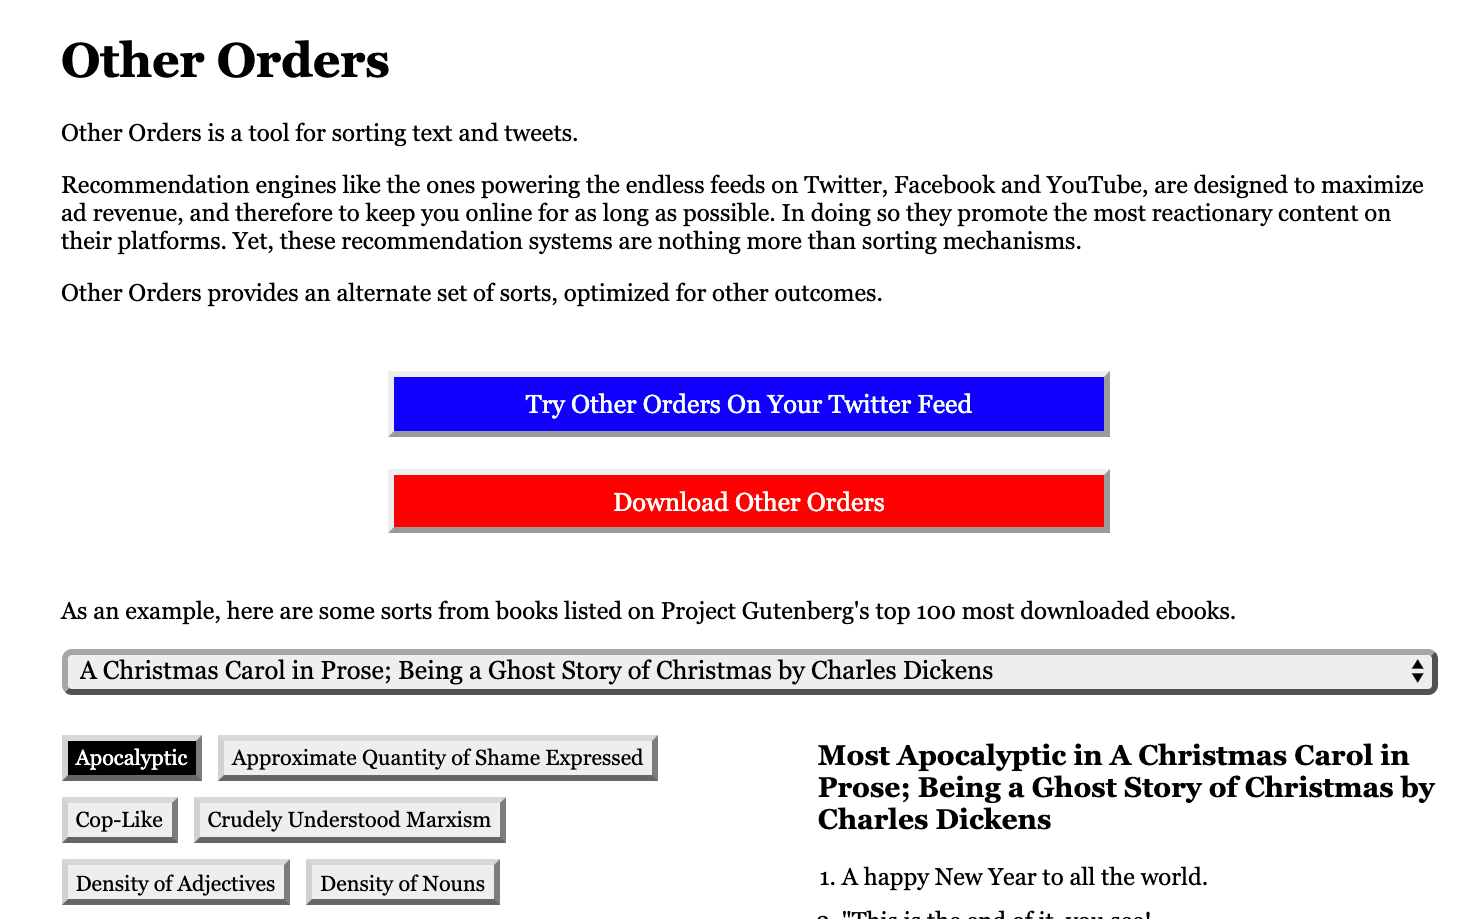 Other Orders
Other Orders is a tool for sorting text and tweets.
Recommendation engines like the ones powering the endless feeds on Twitter, Facebook and YouTube, are designed to maximize
ad revenue, and therefore to keep you online for as long as possible. In doing so they promote the most reactionary content on
their platforms. Yet, these recommendation systems are nothing more than sorting mechanisms.
Other Orders provides an alternate set of sorts, optimized for other outcomes.
Try Other Orders On Your Twitter Feed
Download Other Orders
As an example, here are some sorts from books listed on Project Gutenberg's top 100 most downloaded ebooks.
A Christmas Carol in Prose; Being a Ghost Story of Christmas by Charles Dickens
Apocalyptic Approximate Quantity of Shame Expressed
Cop-Like Crudely Understood Marxism
Density of Adjectives Density of Nouns
Most Apocalyptic in A Christmas Carol in
Prose; Being a Ghost Story of Christmas by
Charles Dickens
1. A happy New Year to all the world.
2. "This is the end of it, you see!